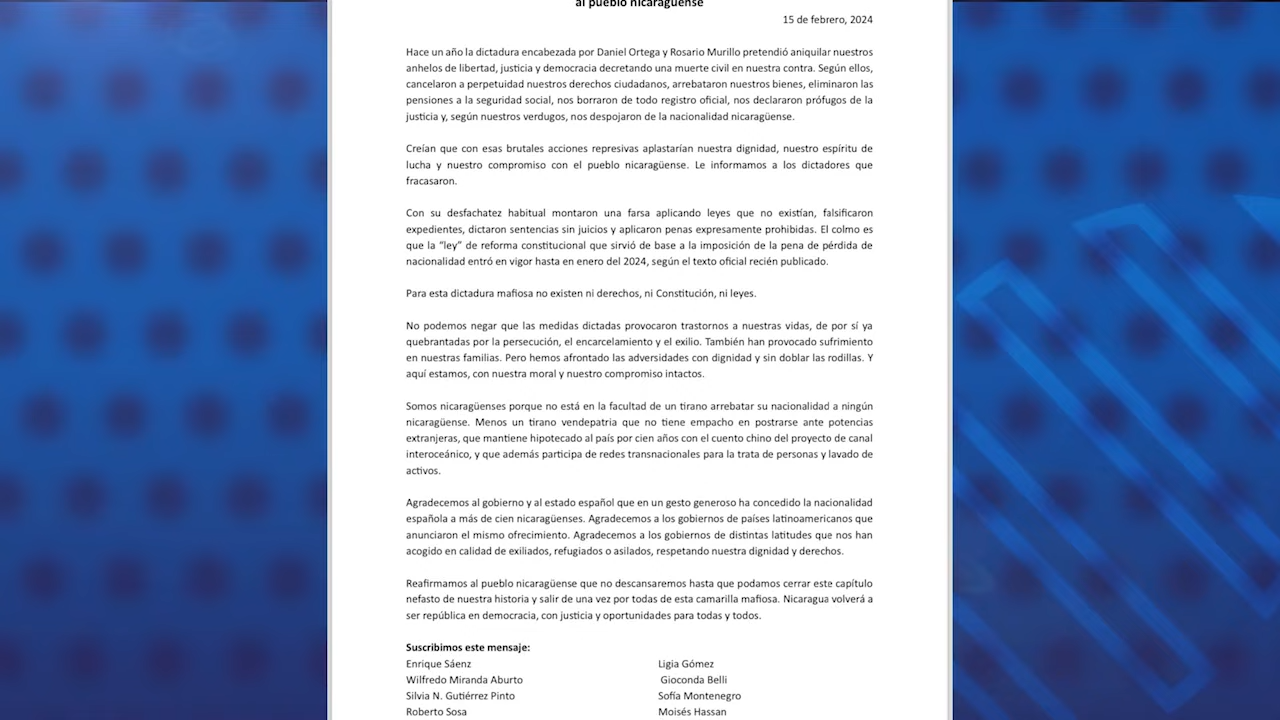 al pueblo nicaragüense
15 de febrero, 2024
Hace un año la dictadura encabezada por Daniel Ortega y Rosario Murillo pretendió aniquilar nuestros
anhelos de libertad, justicia y democracia decretando una muerte civil en nuestra contra. Según ellos,
cancelaron a perpetuidad nuestros derechos ciudadanos, arrebataron nuestros bienes, eliminaron las
pensiones a la seguridad social, nos borraron de todo registro oficial, nos declararon prófugos de la
justicia y, según nuestros verdugos, nos despojaron de la nacionalidad nicaragüense.
Creían que con esas brutales acciones represivas aplastarían nuestra dignidad, nuestro espíritu de
lucha y nuestro compromiso con el pueblo nicaragüense. Le informamos a los dictadores que
fracasaron.
Con su desfachatez habitual montaron una farsa aplicando leyes que no existían, falsificaron
expedientes, dictaron sentencias sin juicios y aplicaron penas expresamente prohibidas. El colmo es
que la “ley” de reforma constitucional que sirvió de base a la imposición de la pena de pérdida de
nacionalidad entró en vigor hasta en enero del 2024, según el texto oficial recién publicado.
Para esta dictadura mafiosa no existen ni derechos, ni Constitución, ni leyes.
No podemos negar que las medidas dictadas provocaron trastornos a nuestras vidas, de por sí ya
quebrantadas por la persecución, el encarcelamiento y el exilio. También han provocado sufrimiento
en nuestras familias. Pero hemos afrontado las adversidades con dignidad y sin doblar las rodillas. Y
aquí estamos, con nuestra moral y nuestro compromiso intactos.
Somos nicaragüenses porque no está en la facultad de un tirano arrebatar su nacionalidad a ningún
nicaragüense. Menos un tirano vendepatria que no tiene empacho en postrarse ante potencias
extranjeras, que mantiene hipotecado al país por cien años con el cuento chino del proyecto de canal
interoceánico, y que además participa de redes transnacionales para la trata de personas y lavado de
activos.
Agradecemos al gobierno y al estado español que en un gesto generoso ha concedido la nacionalidad
española a más de cien nicaragüenses. Agradecemos a los gobiernos de países latinoamericanos que
anunciaron el mismo ofrecimiento. Agradecemos a los gobiernos de distintas latitudes que nos han
acogido en calidad de exiliados, refugiados o asilados, respetando nuestra dignidad y derechos.
Reafirmamos al pueblo nicaragüense que no descansaremos hasta que podamos cerrar este capítulo
nefasto de nuestra historia y salir de una vez por todas de esta camarilla mafiosa. Nicaragua volverá a
ser república en democracia, con justicia y oportunidades para todas y todos.
Suscribimos este mensaje:
Enrique Sáenz
Ligia Gómez
Wilfredo Miranda Aburto
Gioconda Belli
Silvia N. Gutiérrez Pinto
Sofía Montenegro
Roberto Sosa
Moisés Hassan